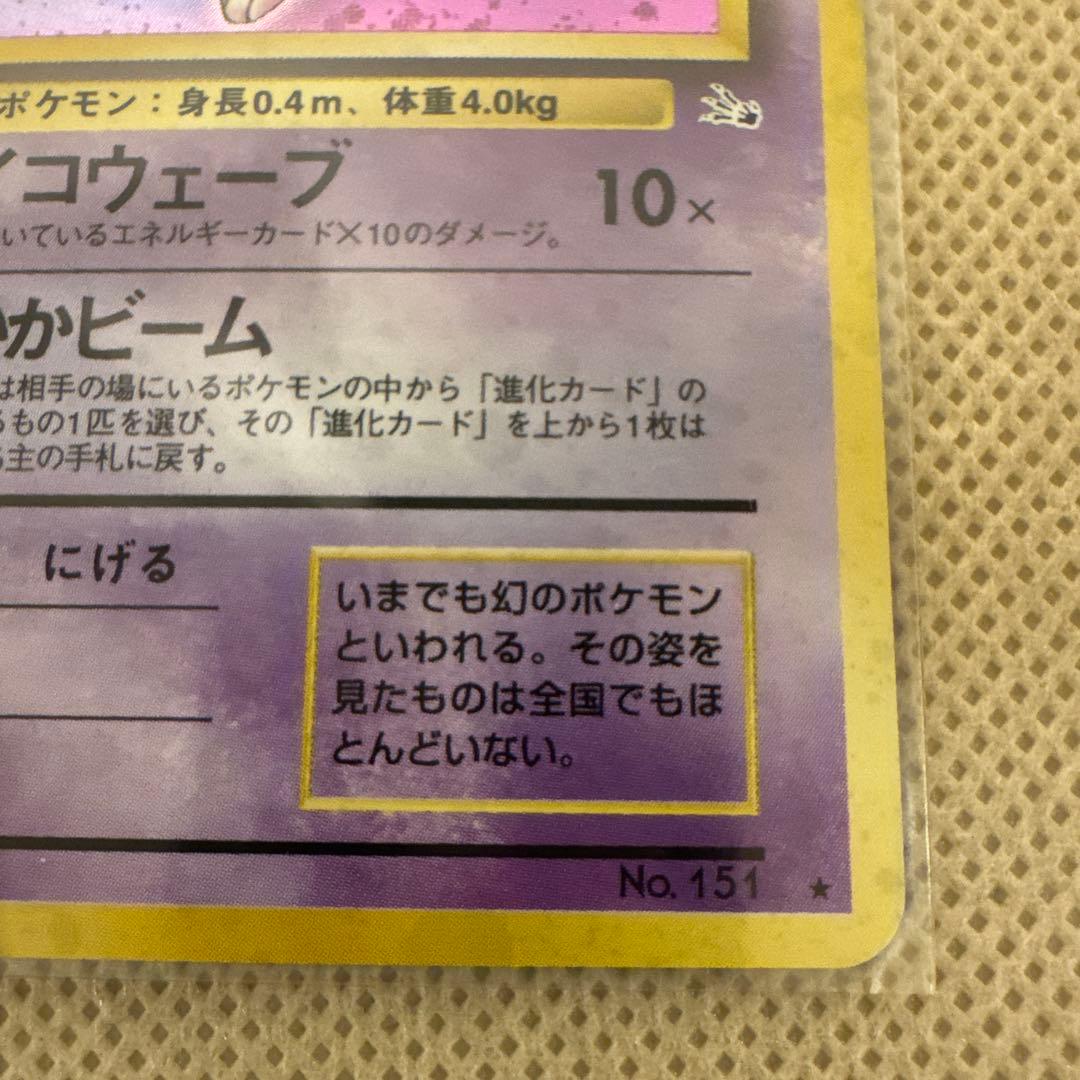 ポケモン：身長0.4m、体重4.0kg
イコウェーブ 10×
いているエネルギーカード×10のダメージ。
かビーム
は相手の場にいるポケモンの中から「進化カード」の
るもの1匹を選び、その「進化カード」を上から1枚は
主の手札に戻す。
にげる
いまでも幻のポケモン
といわれる。その姿を
見たものは全国でもほ
とんどいない。
No. 151 ★